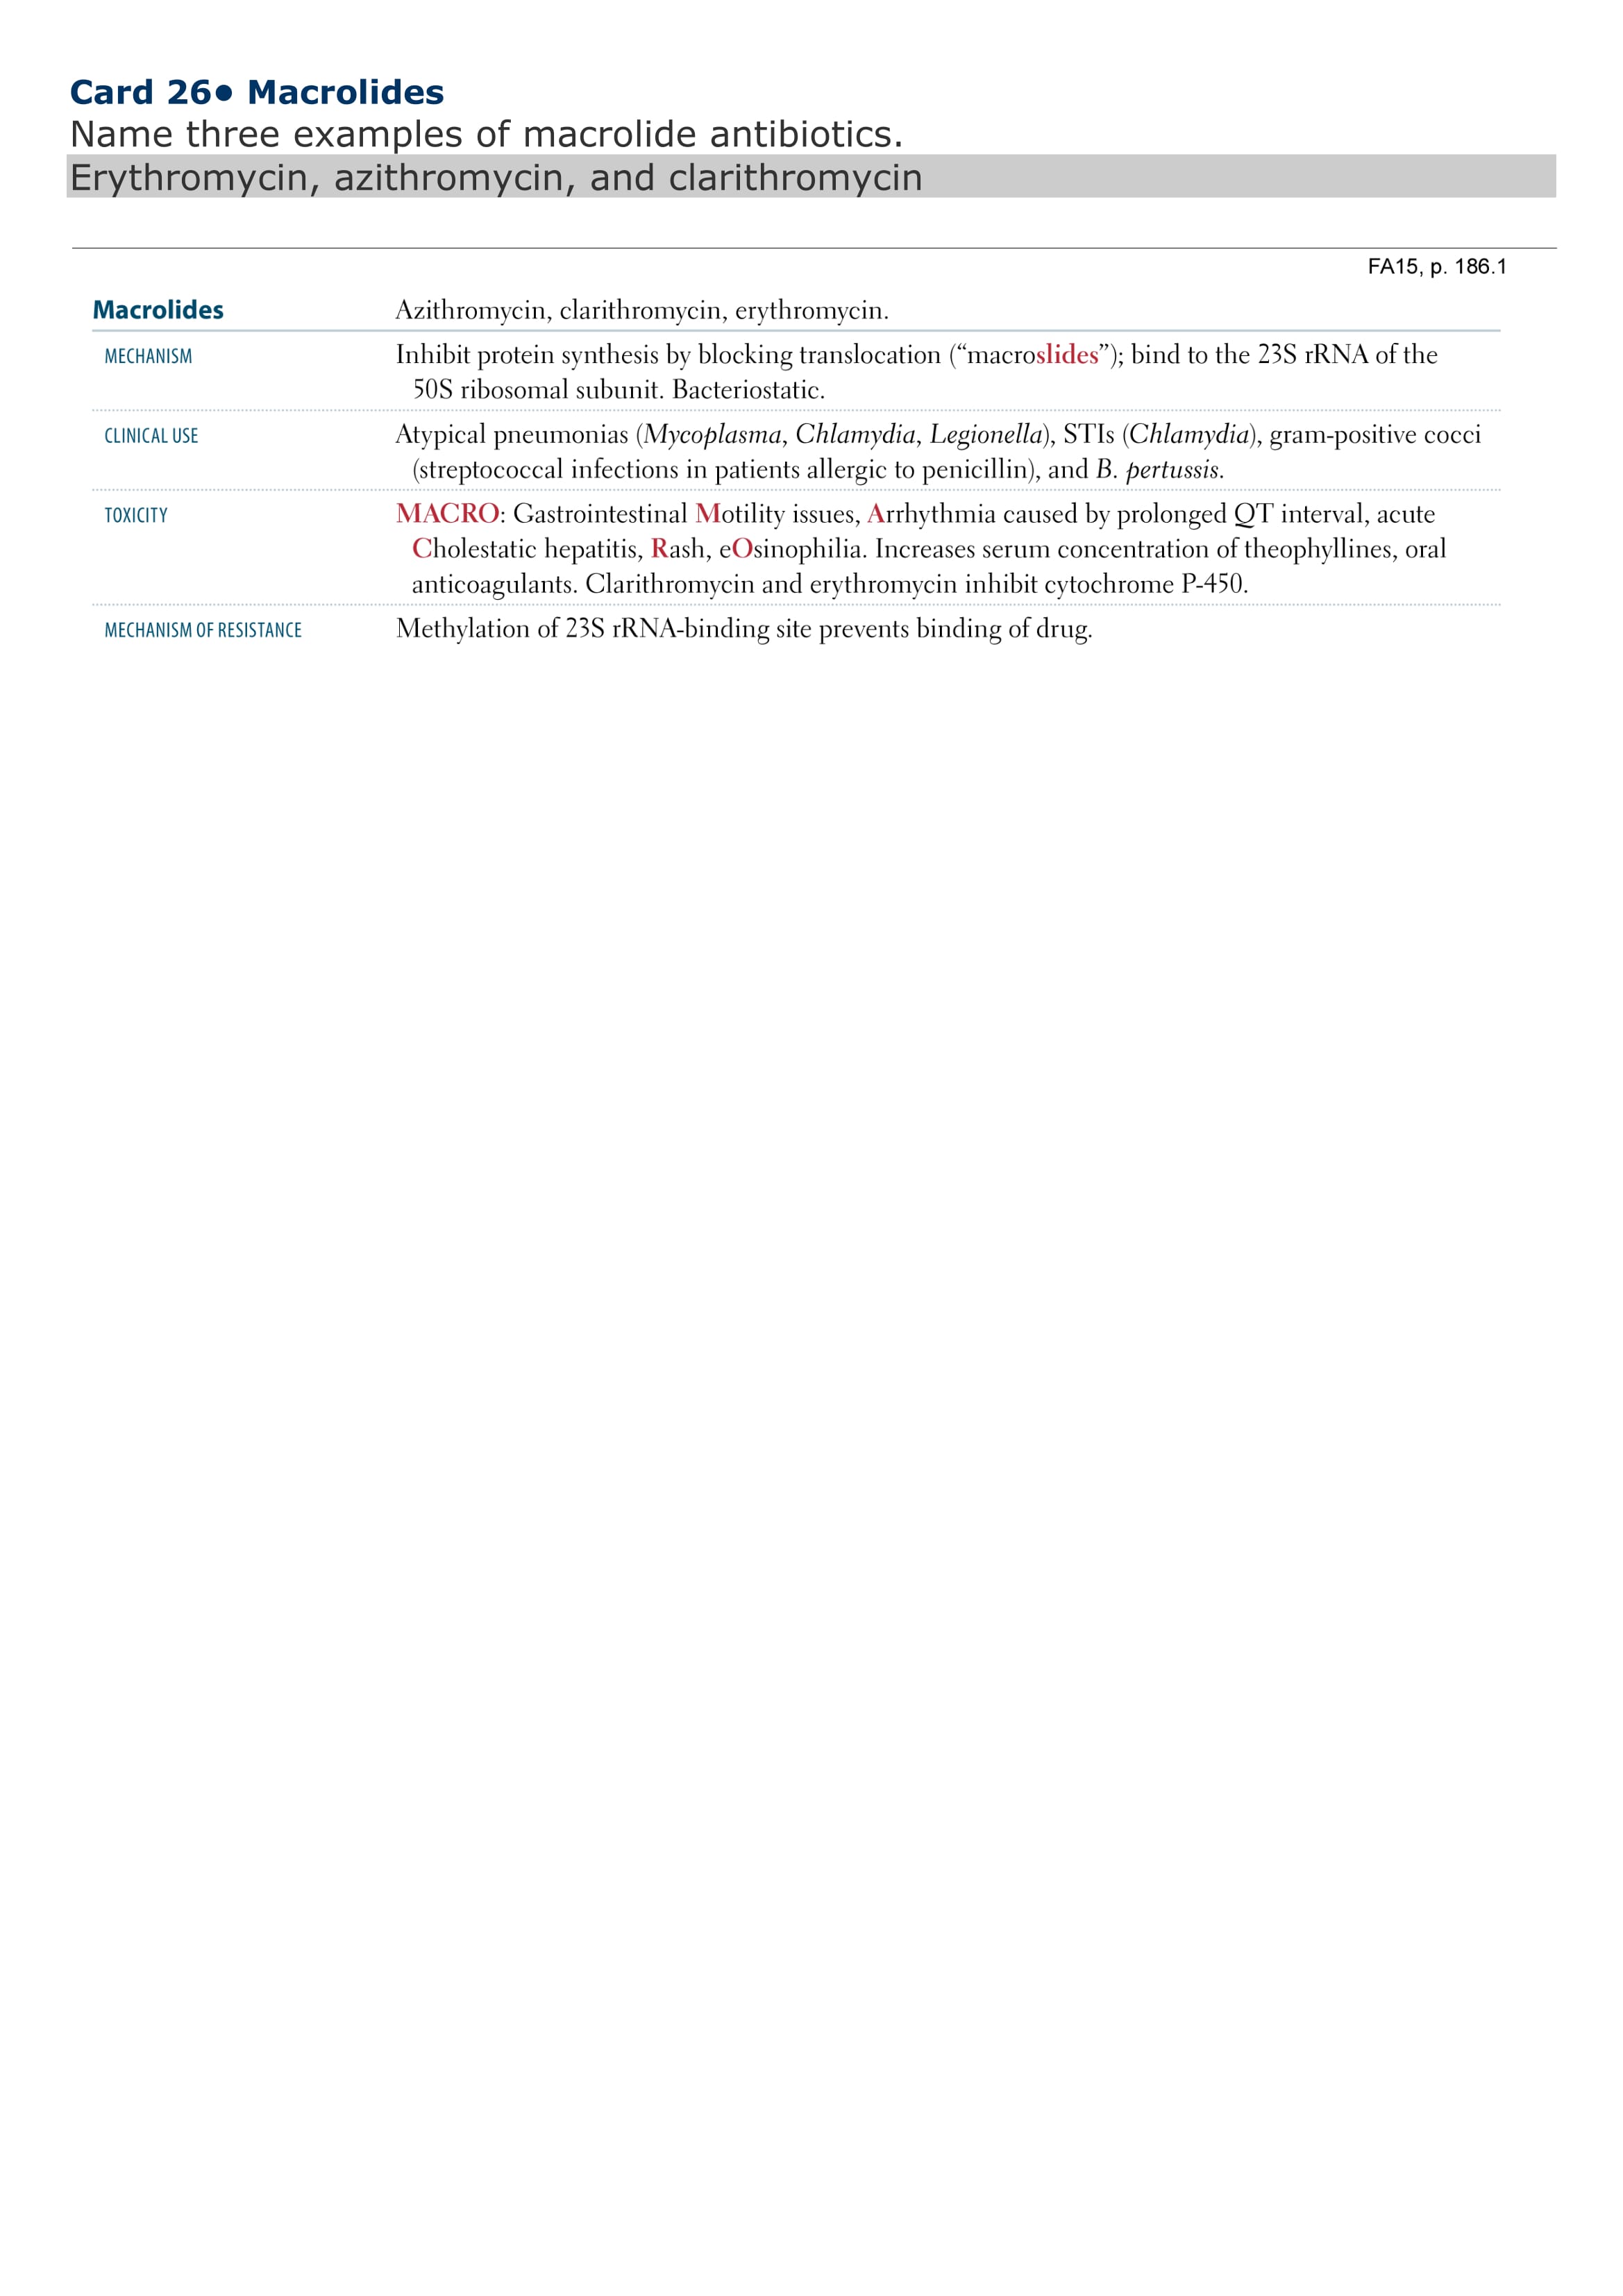 Card 26● Macrolides
Name three examples of macrolide antibiotics.
Erythromycin, azithromycin, and clarithromycin
FA15, p. 186.1
Macrolides Azithromycin, clarithromycin, erythromycin.
MECHANISM Inhibit protein synthesis by blocking translocation (“macroslides”); bind to the 23S rRNA of the
50S ribosomal subunit. Bacteriostatic.
CLINICAL USE Atypical pneumonias (Mycoplasma, Chlamydia, Legionella), STIs (Chlamydia), gram-positive cocci
(streptococcal infections in patients allergic to penicillin), and B. pertussis.
TOXICITY MACRO: Gastrointestinal Motility issues, Arrhythmia caused by prolonged QT interval, acute
Cholestatic hepatitis, Rash, eOsinophilia. Increases serum concentration of theophyllines, oral
anticoagulants. Clarithromycin and erythromycin inhibit cytochrome P-450.
MECHANISM OF RESISTANCE Methylation of 23S rRNA-binding site prevents binding of drug.